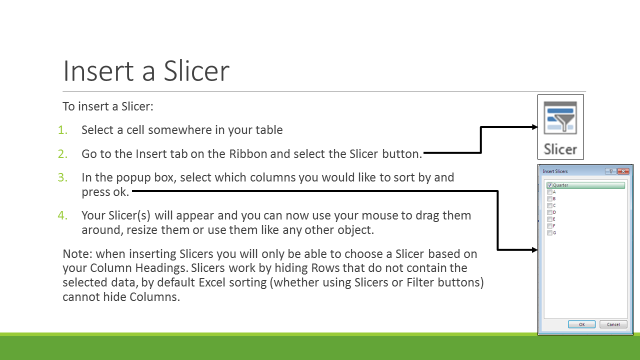 Insert a Slicer
To insert a Slicer:
1. Select a cell somewhere in your table
2. Go to the Insert tab on the Ribbon and select the Slicer button.
3. In the popup box, select which columns you would like to sort by and
press ok.
4. Your Slicer(s) will appear and you can now use your mouse to drag them
around, resize them or use them like any other object.
Note: when inserting Slicers you will only be able to choose a Slicer based on
your Column Headings. Slicers work by hiding Rows that do not contain the
selected data, by default Excel sorting (whether using Slicers or Filter buttons)
cannot hide Columns.
Slicer
Insert Slicers
Quarter
OK Cancel